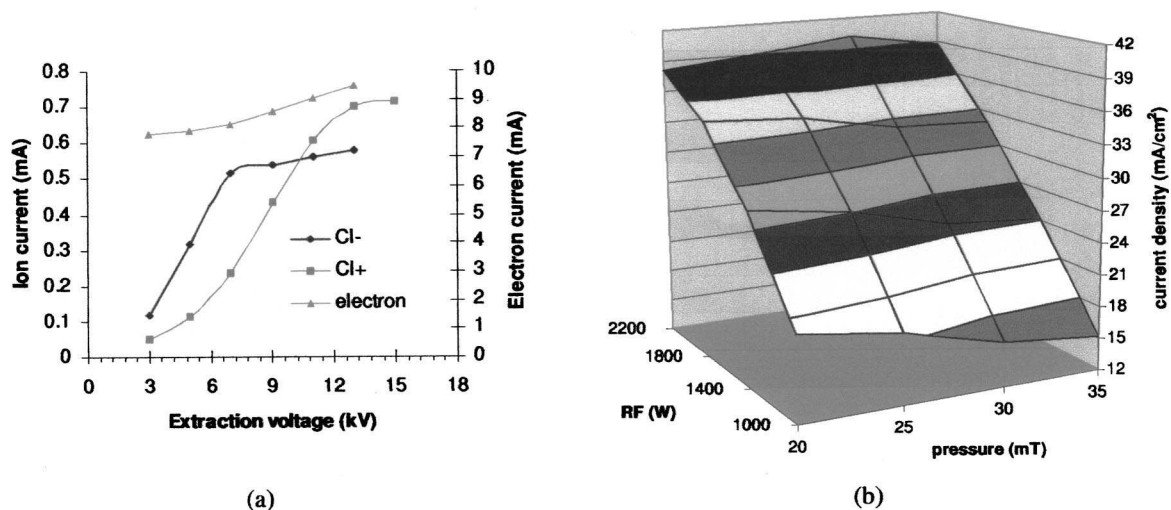 0.8
0.7
0.6
0.5
0.4
0.3
0.2
0.1
0
Ion current (mA)
10
9
8
7
6
5
4
3
2
1
0
Electron current (mA)
Cl-
Cl+
electron
0 3 6 9 12 15 18
Extraction voltage (kV)
(a)
42
39
36
33
30
27
24
21
18
15
12
current density (mA/cm²)
2200
1800
1400
1000
RF (W)
20 25 30 35
pressure (mT)
(b)